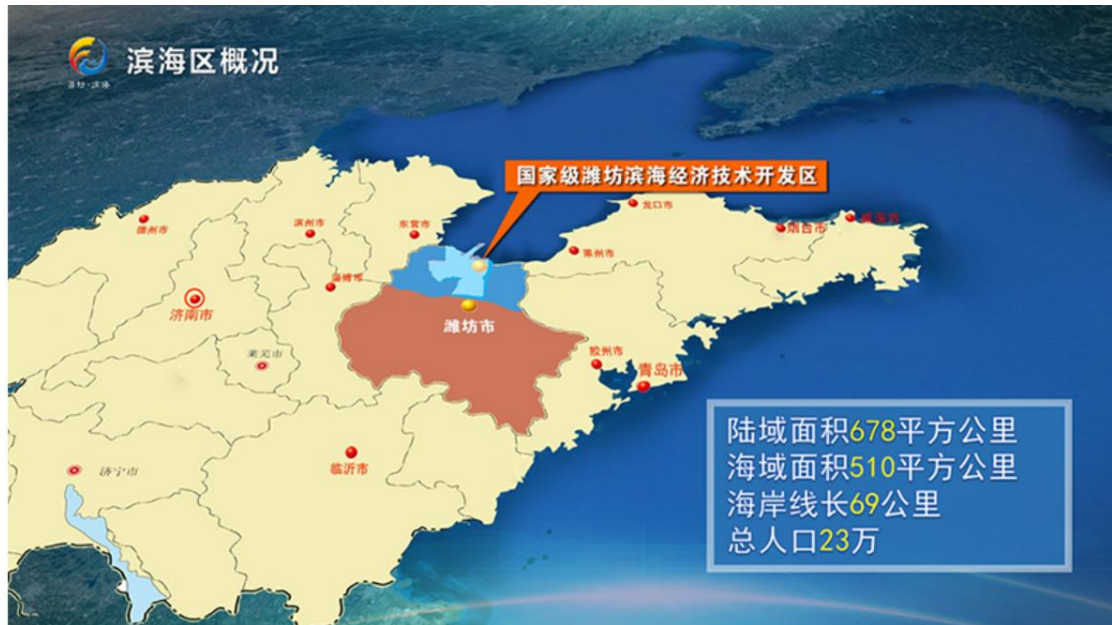 滨海区概况
潍坊·滨海
国家级潍坊滨海经济技术开发区
龙口市
威海市
烟台市
德州市
滨州市
东营市
莱州市
淄博市
济南市
潍坊市
莱芜市
胶州市
青岛市
临沂市
济宁市
陆域面积678平方公里
海域面积510平方公里
海岸线长69公里
总人口23万